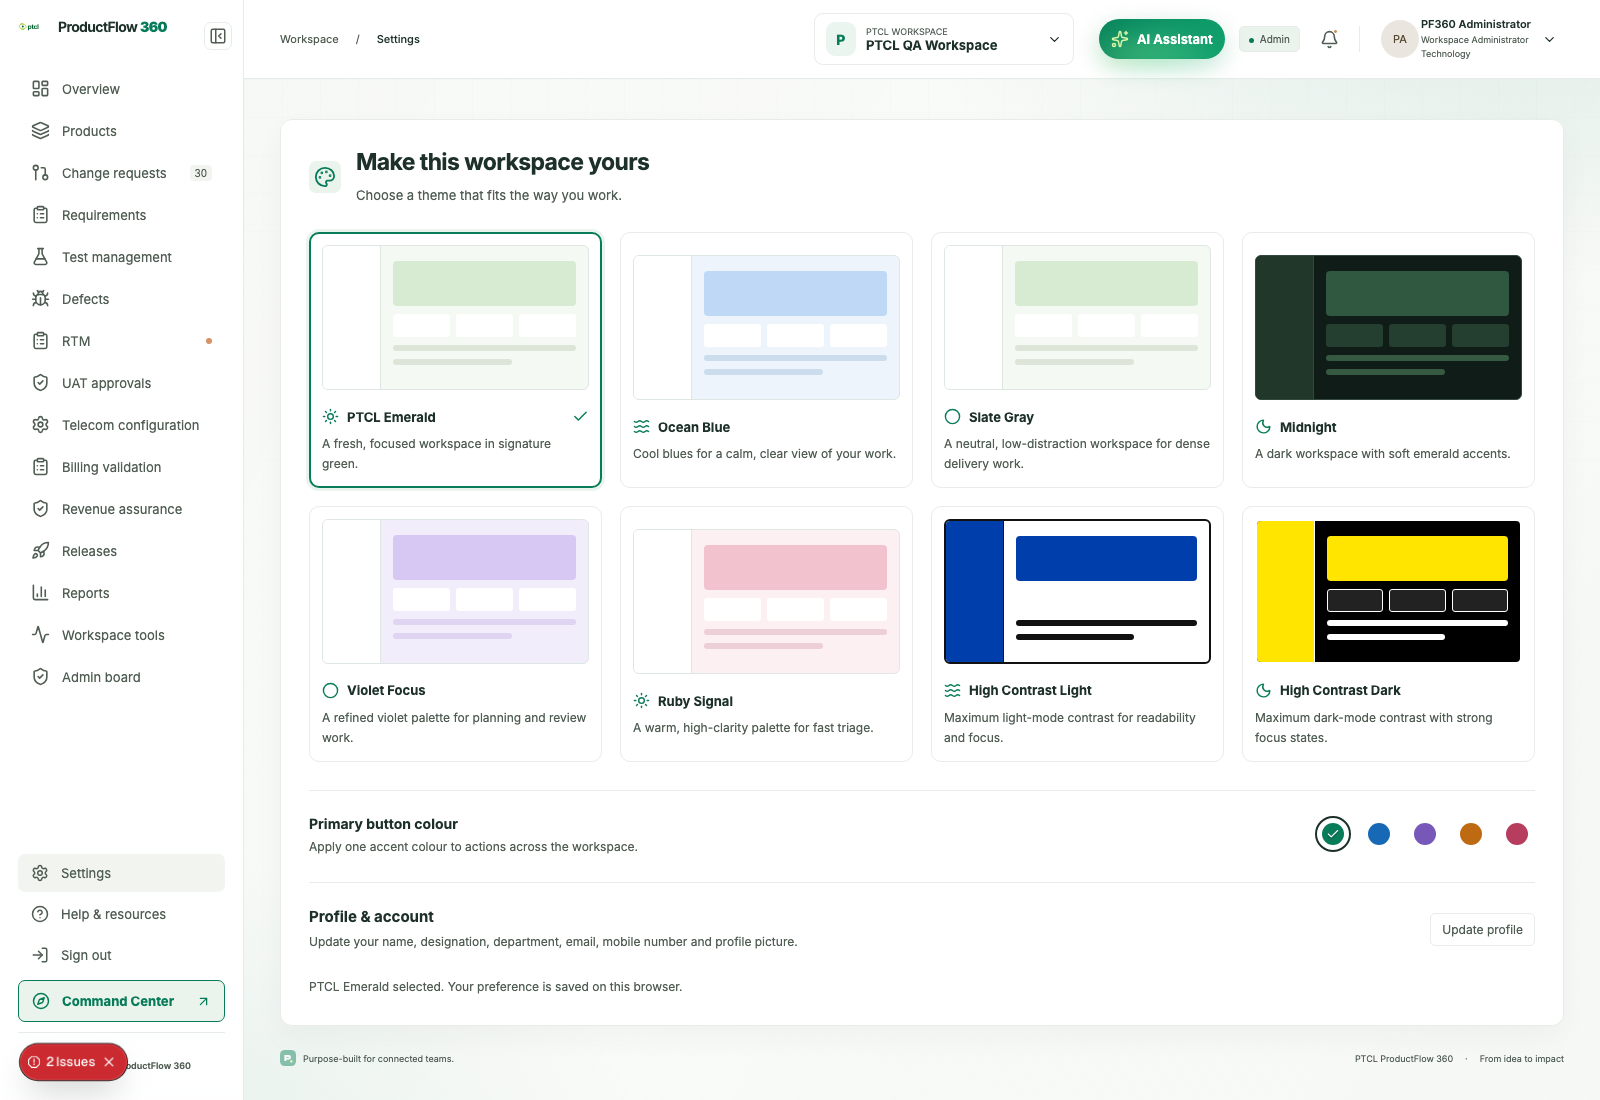 ptcl
ProductFlow 360
Overview
Products
Change requests 30
Requirements
Test management
Defects
RTM
UAT approvals
Telecom configuration
Billing validation
Revenue assurance
Releases
Reports
Workspace tools
Admin board
Settings
Help & resources
Sign out
Command Center
2 Issues
oductFlow 360
Workspace / Settings
P
PTCL WORKSPACE
PTCL QA Workspace
AI Assistant
Admin
PA
PF360 Administrator
Workspace Administrator
Technology
Make this workspace yours
Choose a theme that fits the way you work.
PTCL Emerald
A fresh, focused workspace in signature
green.
Ocean Blue
Cool blues for a calm, clear view of your work.
Slate Gray
A neutral, low-distraction workspace for dense
delivery work.
Midnight
A dark workspace with soft emerald accents.
Violet Focus
A refined violet palette for planning and review
work.
Ruby Signal
A warm, high-clarity palette for fast triage.
High Contrast Light
Maximum light-mode contrast for readability
and focus.
High Contrast Dark
Maximum dark-mode contrast with strong
focus states.
Primary button colour
Apply one accent colour to actions across the workspace.
Profile & account
Update your name, designation, department, email, mobile number and profile picture.
Update profile
PTCL Emerald selected. Your preference is saved on this browser.
P.
Purpose-built for connected teams.
PTCL ProductFlow 360 · From idea to impact